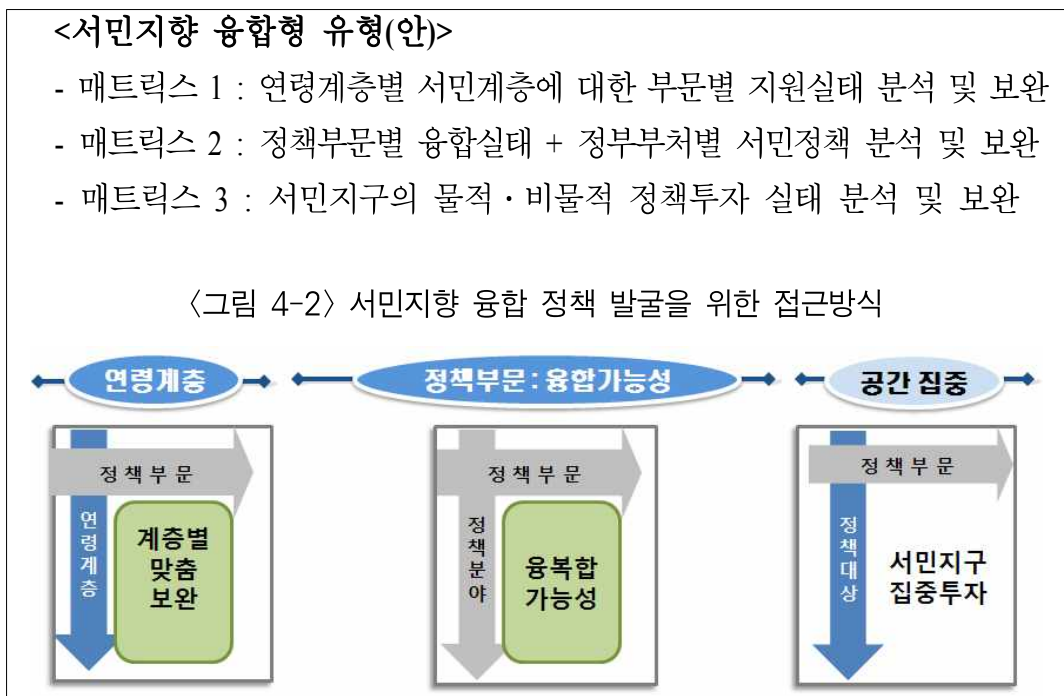 <서민지향 융합형 유형(안)>
- 매트릭스 1 : 연령계층별 서민계층에 대한 부문별 지원실태 분석 및 보완
- 매트릭스 2 : 정책부문별 융합실태 + 정부부처별 서민정책 분석 및 보완
- 매트릭스 3 : 서민지구의 물적·비물적 정책투자 실태 분석 및 보완
〈그림 4-2〉 서민지향 융합 정책 발굴을 위한 접근방식
연령계층
정책부문 : 융합가능성
공간 집중
정책부문
연령계층
계층별
맞춤
보완
정책부문
정책분야
융복합
가능성
정책부문
정책대상
서민지구
집중투자